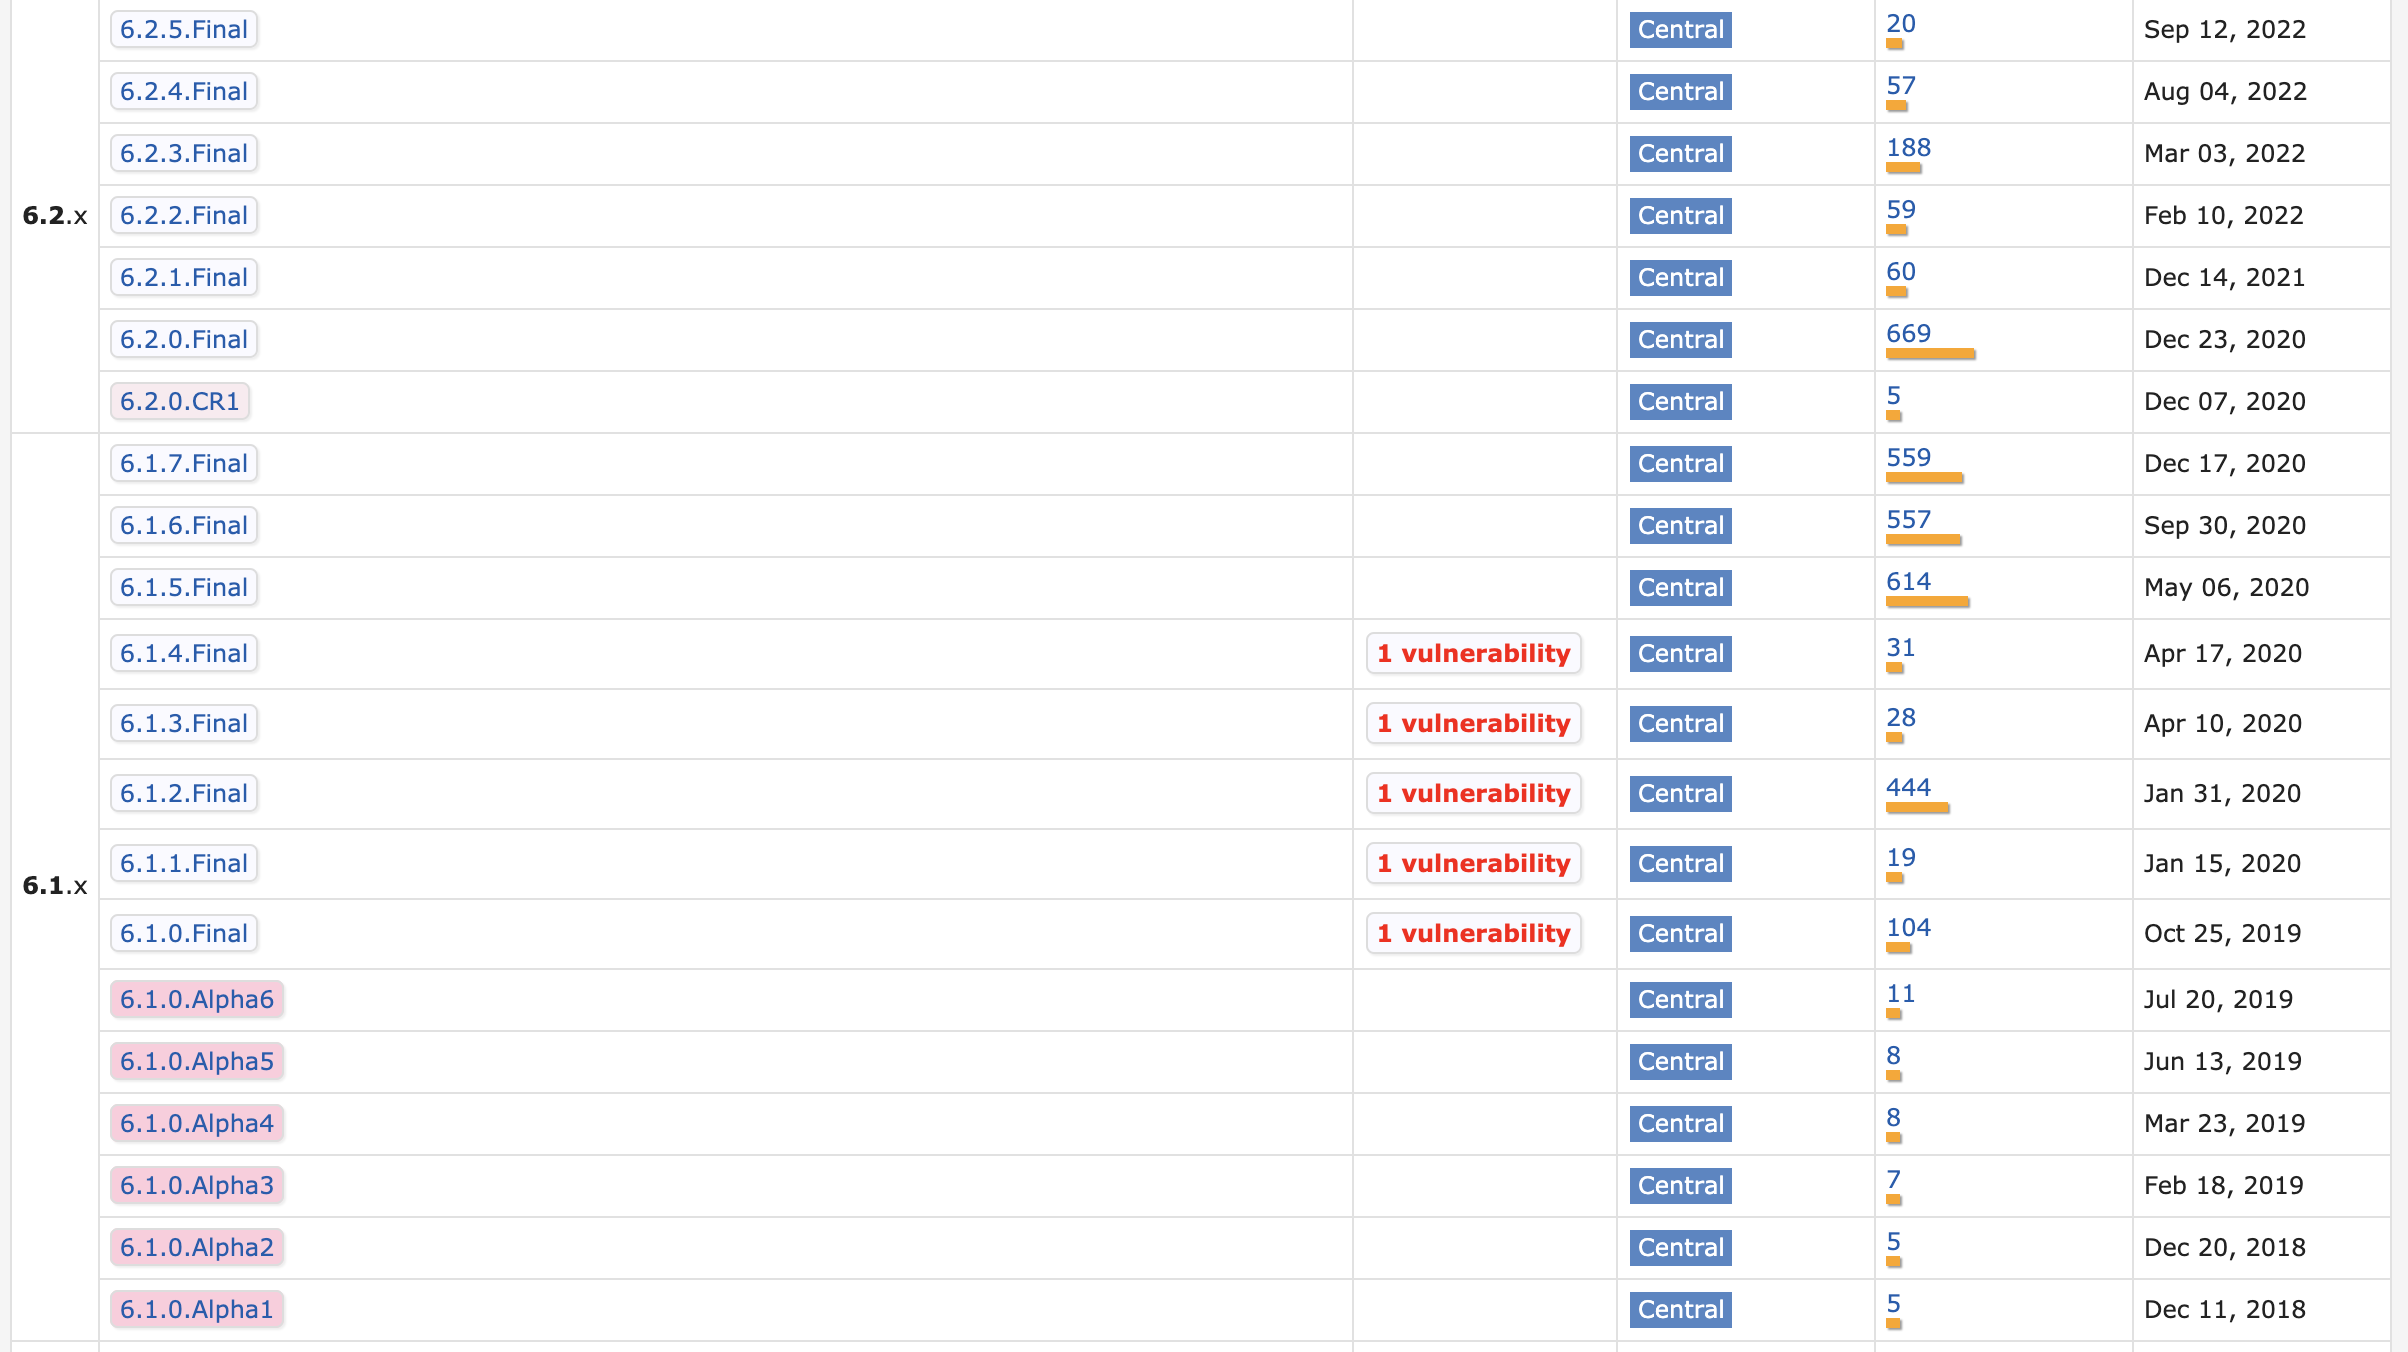 6.2.5.Final Central 20 Sep 12, 2022
6.2.4.Final Central 57 Aug 04, 2022
6.2.3.Final Central 188 Mar 03, 2022
6.2.x 6.2.2.Final Central 59 Feb 10, 2022
6.2.1.Final Central 60 Dec 14, 2021
6.2.0.Final Central 669 Dec 23, 2020
6.2.0.CR1 Central 5 Dec 07, 2020
6.1.7.Final Central 559 Dec 17, 2020
6.1.6.Final Central 557 Sep 30, 2020
6.1.5.Final Central 614 May 06, 2020
6.1.4.Final 1 vulnerability Central 31 Apr 17, 2020
6.1.3.Final 1 vulnerability Central 28 Apr 10, 2020
6.1.2.Final 1 vulnerability Central 444 Jan 31, 2020
6.1.1.Final 1 vulnerability Central 19 Jan 15, 2020
6.1.x
6.1.0.Final 1 vulnerability Central 104 Oct 25, 2019
6.1.0.Alpha6 Central 11 Jul 20, 2019
6.1.0.Alpha5 Central 8 Jun 13, 2019
6.1.0.Alpha4 Central 8 Mar 23, 2019
6.1.0.Alpha3 Central 7 Feb 18, 2019
6.1.0.Alpha2 Central 5 Dec 20, 2018
6.1.0.Alpha1 Central 5 Dec 11, 2018